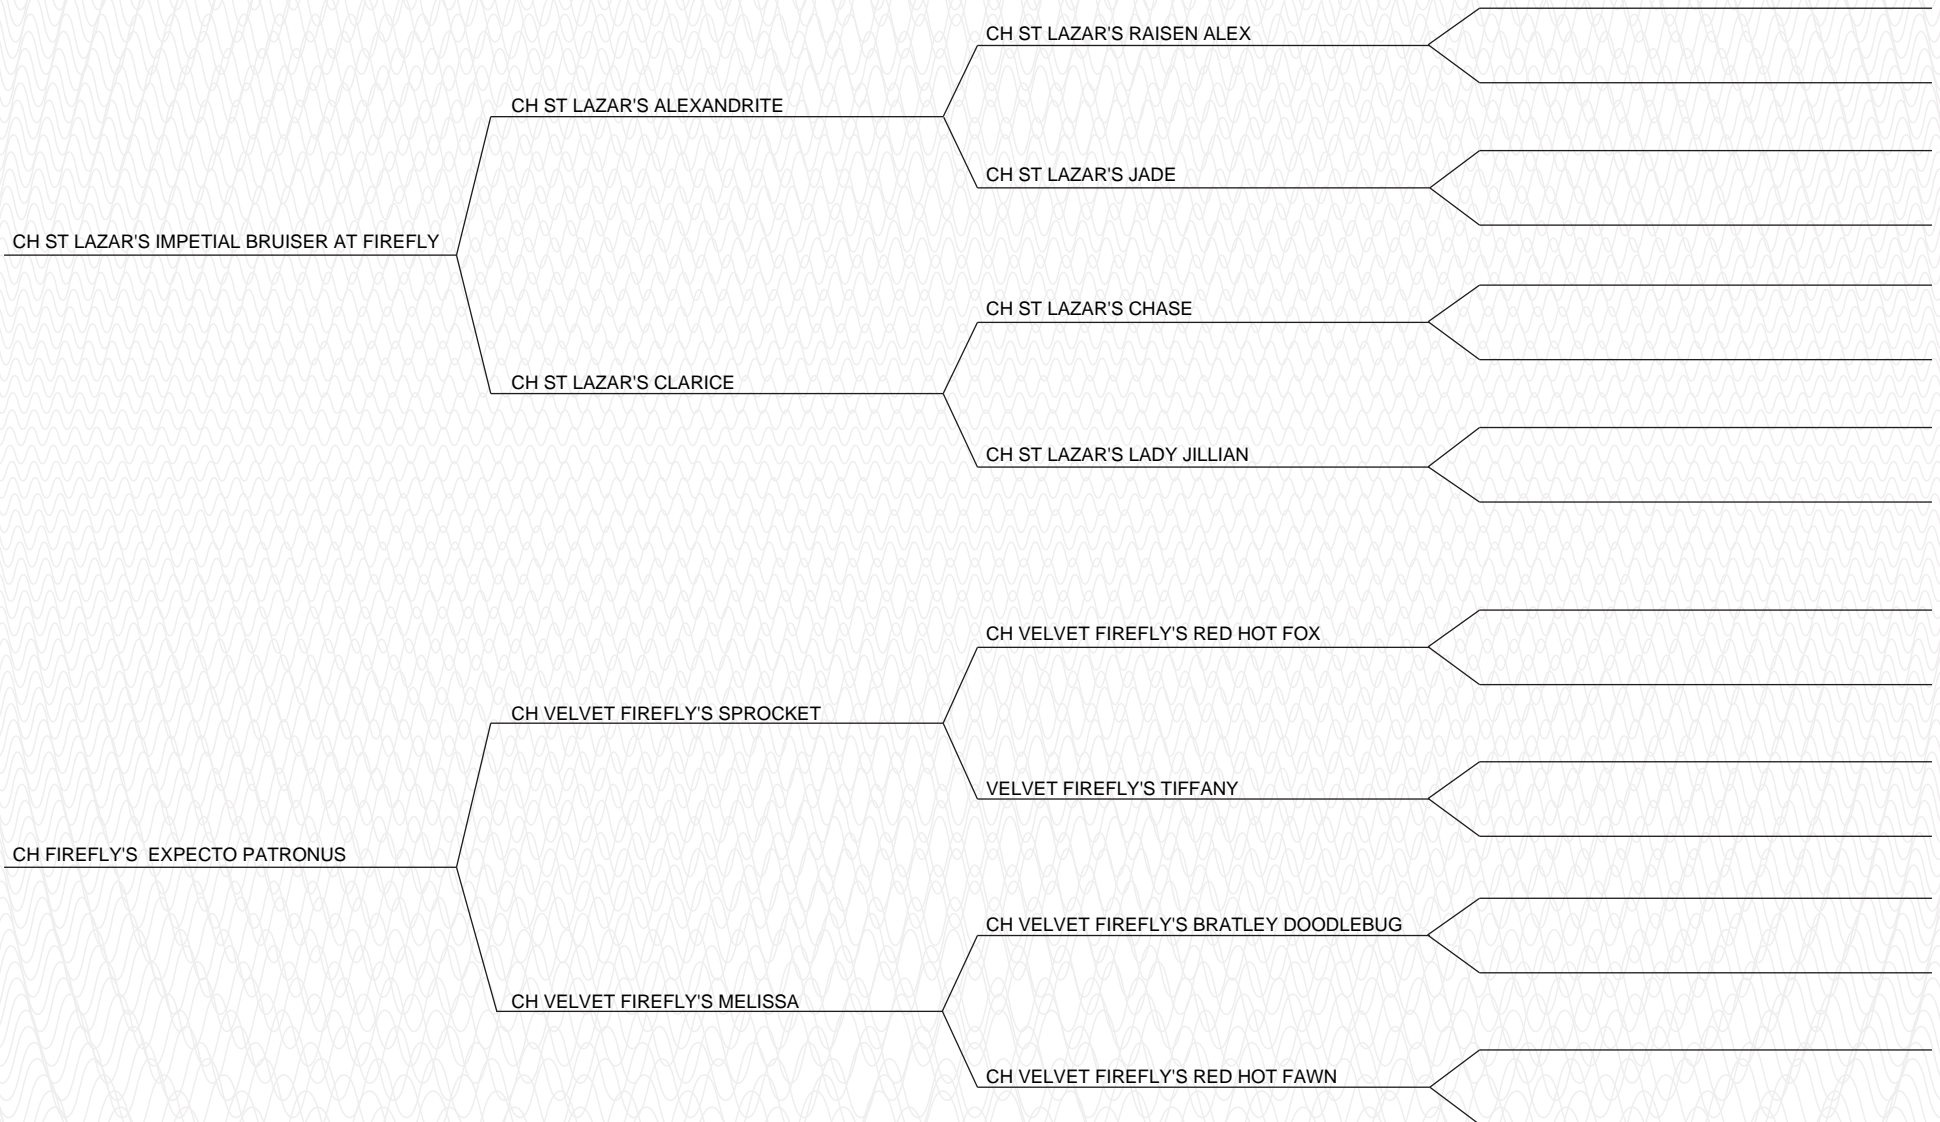 CH ST LAZAR'S RAISEN ALEX
CH ST LAZAR'S ALEXANDRITE
CH ST LAZAR'S JADE
CH ST LAZAR'S IMPETIAL BRUISER AT FIREFLY
CH ST LAZAR'S CHASE
CH ST LAZAR'S CLARICE
CH ST LAZAR'S LADY JILLIAN
CH VELVET FIREFLY'S RED HOT FOX
CH VELVET FIREFLY'S SPROCKET
VELVET FIREFLY'S TIFFANY
CH FIREFLY'S  EXPECTO PATRONUS
CH VELVET FIREFLY'S BRATLEY DOODLEBUG
CH VELVET FIREFLY'S MELISSA
CH VELVET FIREFLY'S RED HOT FAWN